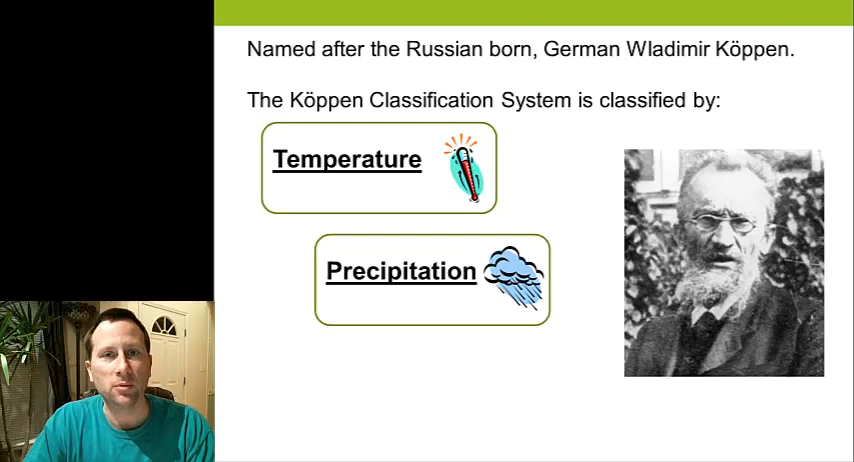 Named after the Russian born, German Wladimir Köppen.
The Köppen Classification System is classified by:
Temperature
Precipitation